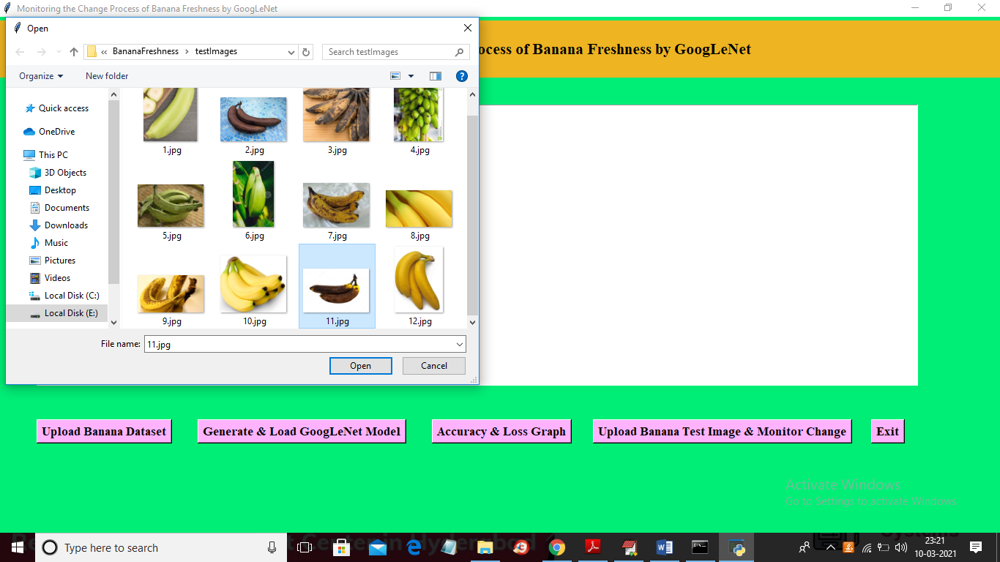 Monitoring the Change Process of Banana Freshness by GoogLeNet
ocess of Banana Freshness by GoogLeNet
Open
« BananaFreshness > testImages
Search testImages
Organize
New folder
Quick access
OneDrive
This PC
3D Objects
Desktop
Documents
Downloads
Music
Pictures
Videos
Local Disk (C:)
Local Disk (E:)
1.jpg 2.jpg 3.jpg 4.jpg
5.jpg 6.jpg 7.jpg 8.jpg
9.jpg 10.jpg 11.jpg 12.jpg
File name: 11.jpg
Open Cancel
Upload Banana Dataset Generate & Load GoogLeNet Model Accuracy & Loss Graph Upload Banana Test Image & Monitor Change Exit
Activate Windows
Go to Settings to activate Windows.
Type here to search
23:21
10-03-2021